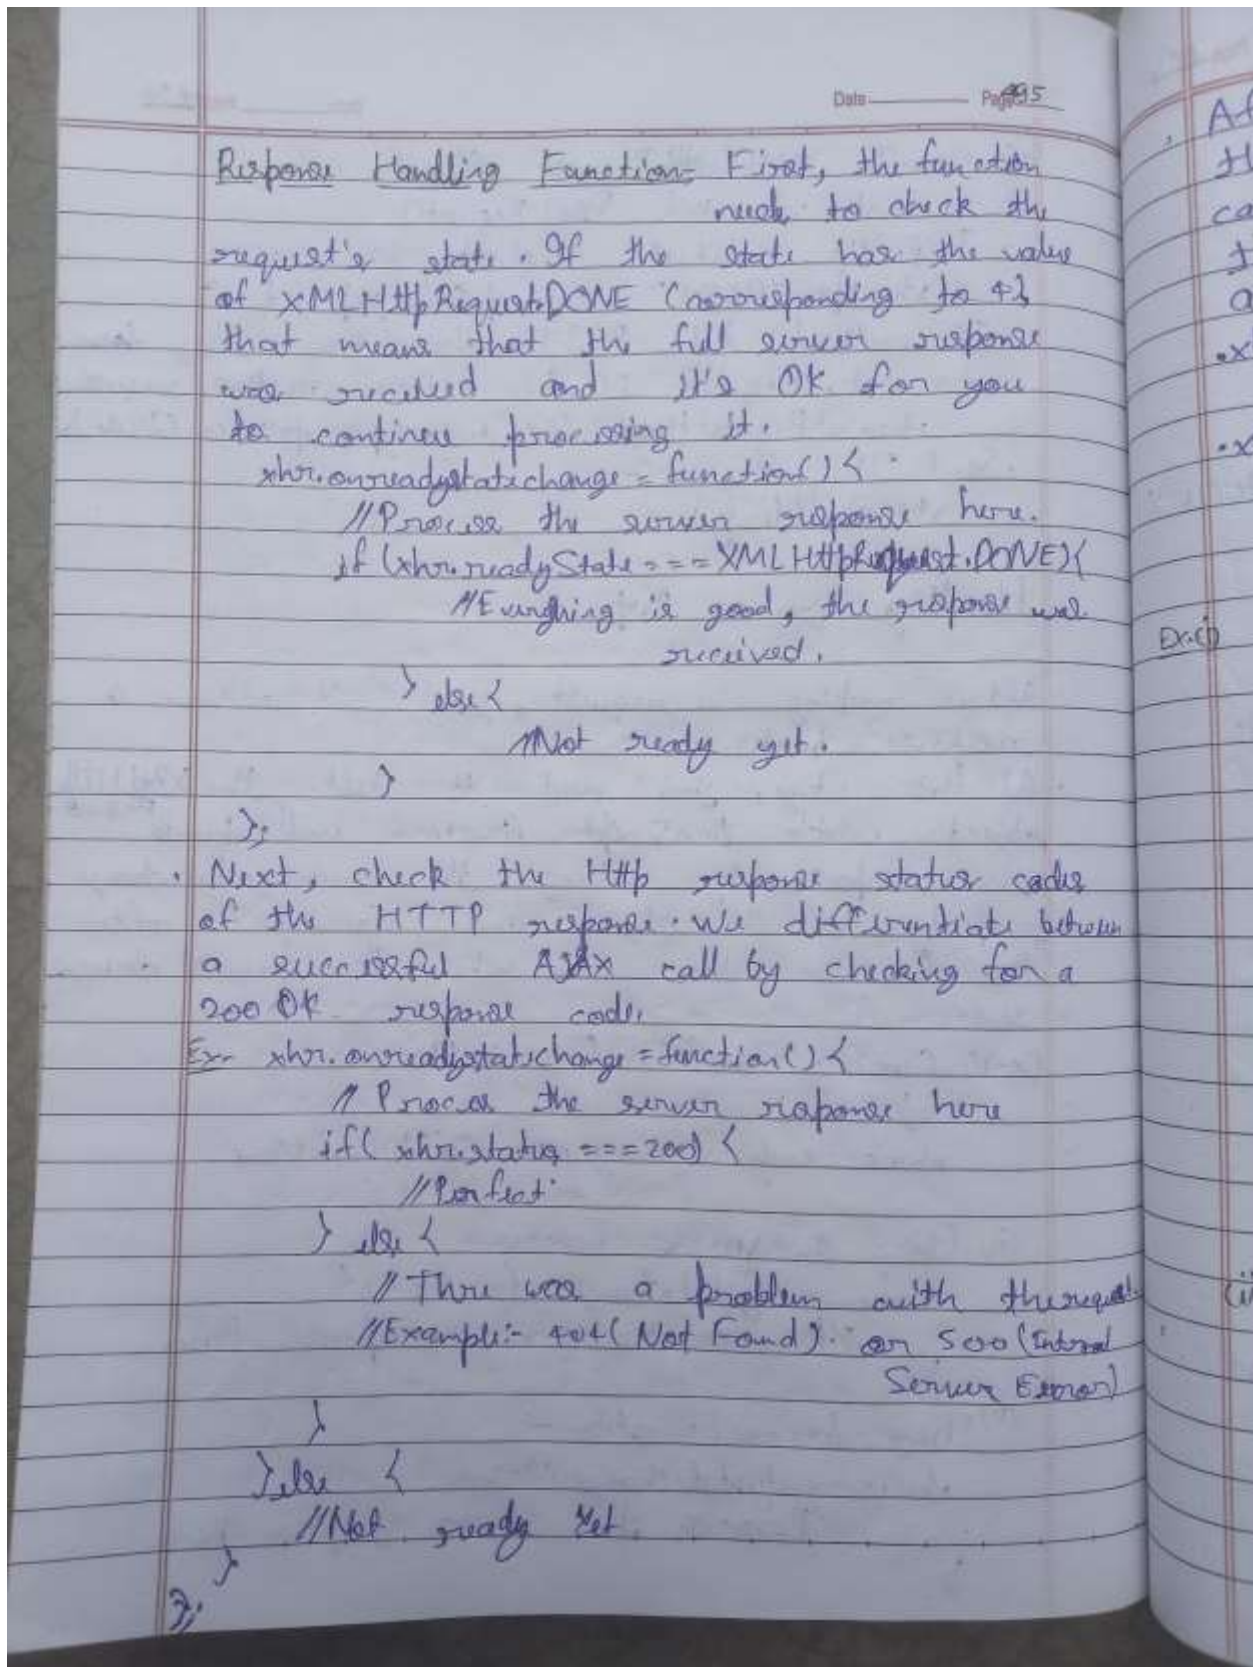 Date Page 95
Response Handling Function:- First, the function
needs to check the
request's state. If the state has the value
of XMLHttpRequest.DONE (corresponding to 4)
that means that the full server response
was received and it's OK for you
to continue processing it.
xhr.onreadystatechange = function() {
//Process the server response here.
if (xhr.readyState === XMLHttpRequest.DONE){
//Everything is good, the response was
received.
} else {
//Not ready yet.
}
};
. Next, check the Http response status codes
of the HTTP response. We differentiate between
a successful AJAX call by checking for a
200 OK response code.
Ex- xhr.onreadystatechange = function() {
// Process the server response here
if( xhr.status === 200) {
//Perfect
} else {
// Thre was a problem with the request.
//Example:- 404( Not Found). or 500 (Internal
Server Error)
}
}else {
//Not ready Yet
}
};
Af
ca
.x
.x
Ex:(i)
(ii